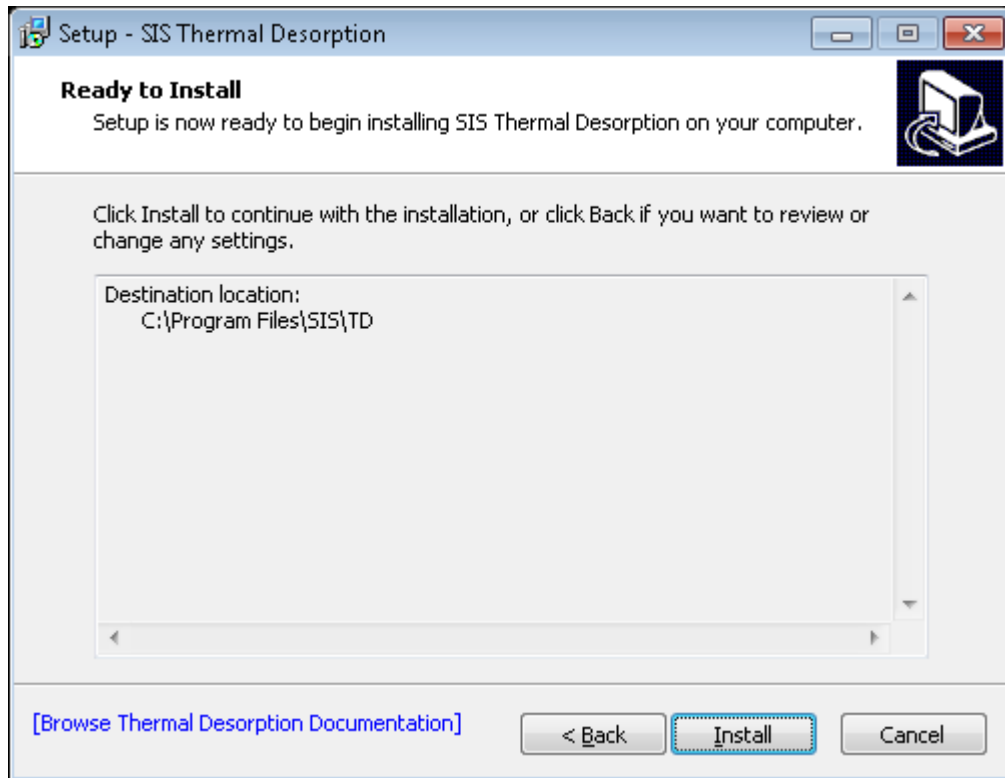 Setup - SIS Thermal Desorption
Ready to Install
Setup is now ready to begin installing SIS Thermal Desorption on your computer.
Click Install to continue with the installation, or click Back if you want to review or
change any settings.
Destination location:
C:\Program Files\SIS\TD
[Browse Thermal Desorption Documentation]
< Back
Install
Cancel